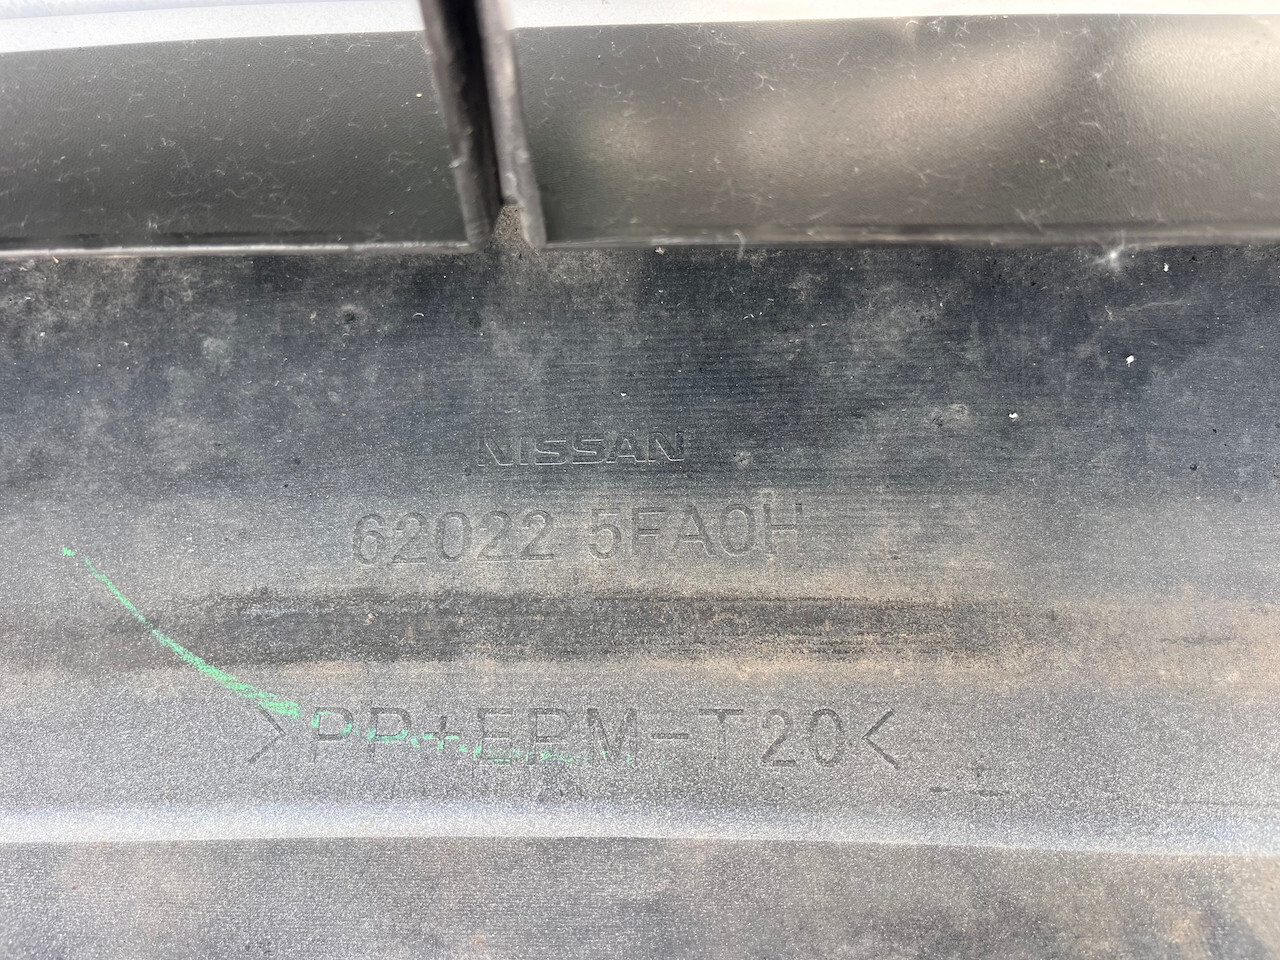 NISSAN
62022 5FA0H
>PP+EPM-T20<